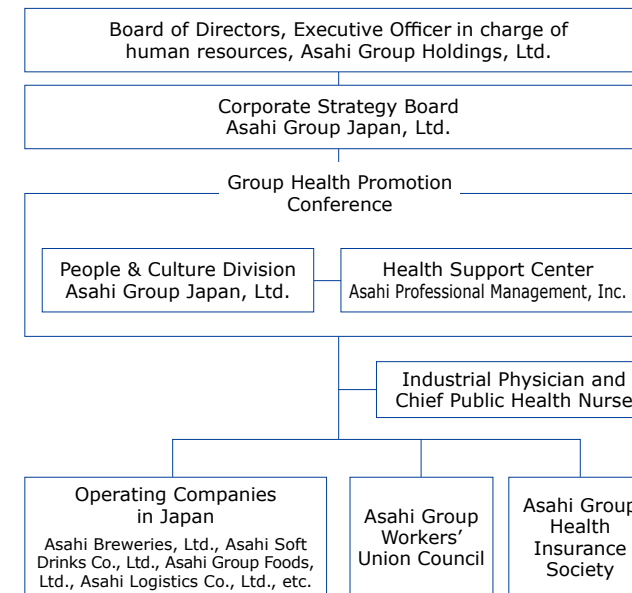 Board of Directors, Executive Officer in charge of
human resources, Asahi Group Holdings, Ltd.
Corporate Strategy Board
Asahi Group Japan, Ltd.
Group Health Promotion
Conference
People & Culture Division
Asahi Group Japan, Ltd.
Health Support Center
Asahi Professional Management, Inc.
Industrial Physician and
Chief Public Health Nurse
Operating Companies
in Japan
Asahi Breweries, Ltd., Asahi Soft
Drinks Co., Ltd., Asahi Group Foods,
Ltd., Asahi Logistics Co., Ltd., etc.
Asahi Group
Workers’
Union Council
Asahi Group
Health
Insurance
Society